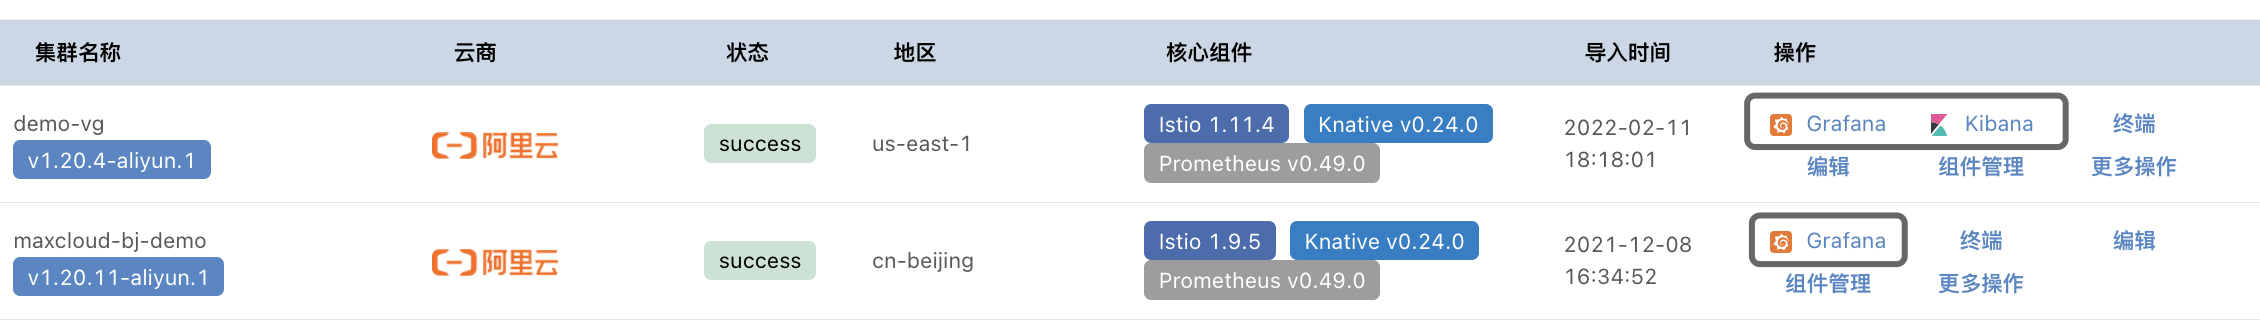 集群名称 云商 状态 地区 核心组件 导入时间 操作
demo-vg
v1.20.4-aliyun.1
阿里云
success
us-east-1
Istio 1.11.4 Knative v0.24.0
Prometheus v0.49.0
2022-02-11
18:18:01
Grafana Kibana 终端
编辑 组件管理 更多操作
maxcloud-bj-demo
v1.20.11-aliyun.1
阿里云
success
cn-beijing
Istio 1.9.5 Knative v0.24.0
Prometheus v0.49.0
2021-12-08
16:34:52
Grafana 终端 编辑
组件管理 更多操作